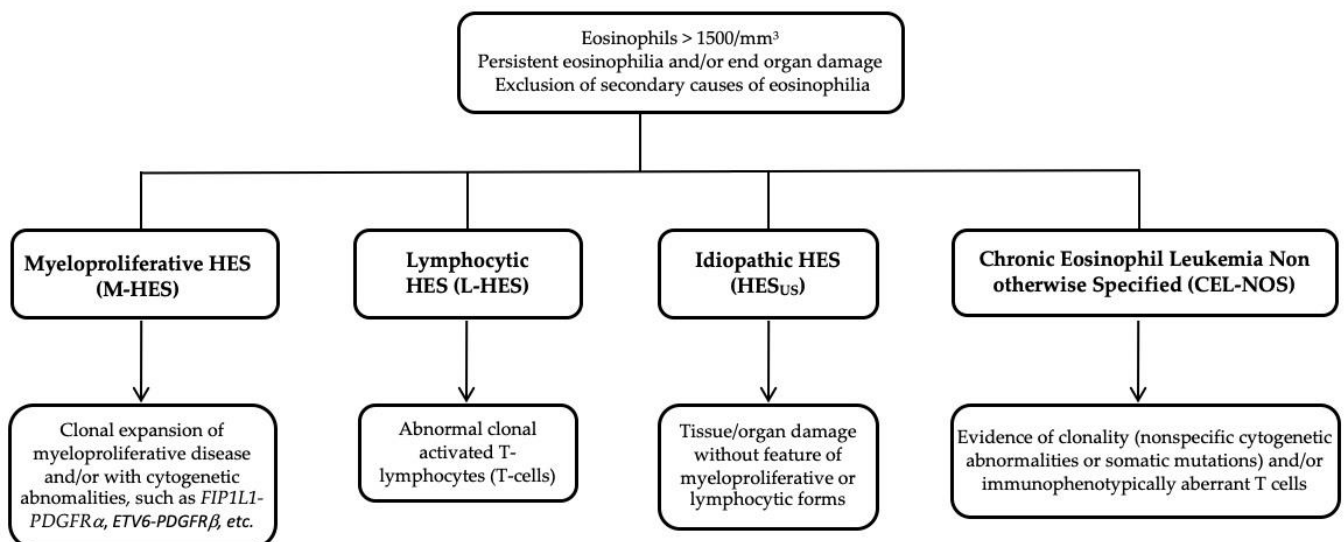 Eosinophils > 1500/mm³
Persistent eosinophilia and/or end organ damage
Exclusion of secondary causes of eosinophilia
Myeloproliferative HES
(M-HES)
Lymphocytic
HES (L-HES)
Idiopathic HES
(HES_US)
Chronic Eosinophil Leukemia Non
otherwise Specified (CEL-NOS)
Clonal expansion of
myeloproliferative disease
and/or with cytogenetic
abnomalities, such as FIP1L1-
PDGFRα, ETV6-PDGFRβ, etc.
Abnormal clonal
activated T-
lymphocytes (T-cells)
Tissue/organ damage
without feature of
myeloproliferative or
lymphocytic forms
Evidence of clonality (nonspecific cytogenetic
abnormalities or somatic mutations) and/or
immunophenotypically aberrant T cells